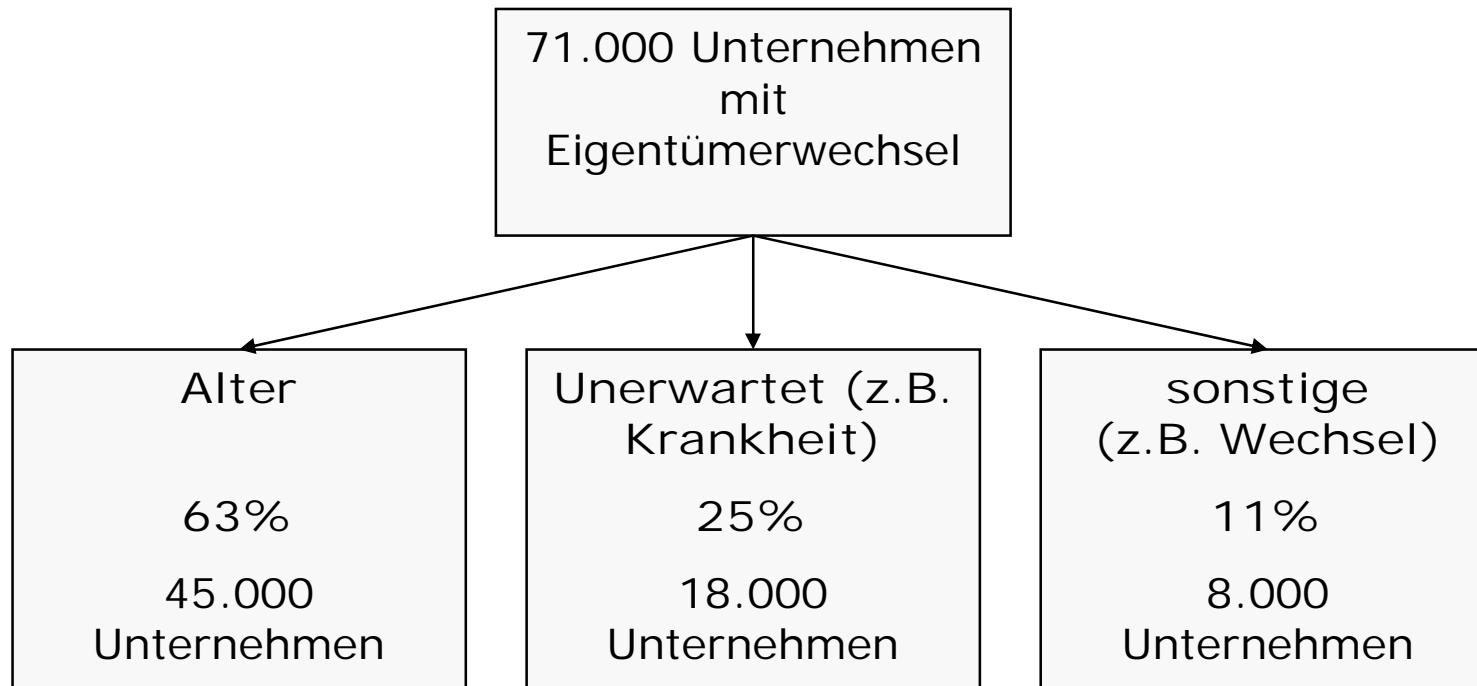 71.000 Unternehmen
mit
Eigentümerwechsel
Alter
63%
45.000
Unternehmen
Unerwartet (z.B.
Krankheit)
25%
18.000
Unternehmen
sonstige
(z.B. Wechsel)
11%
8.000
Unternehmen